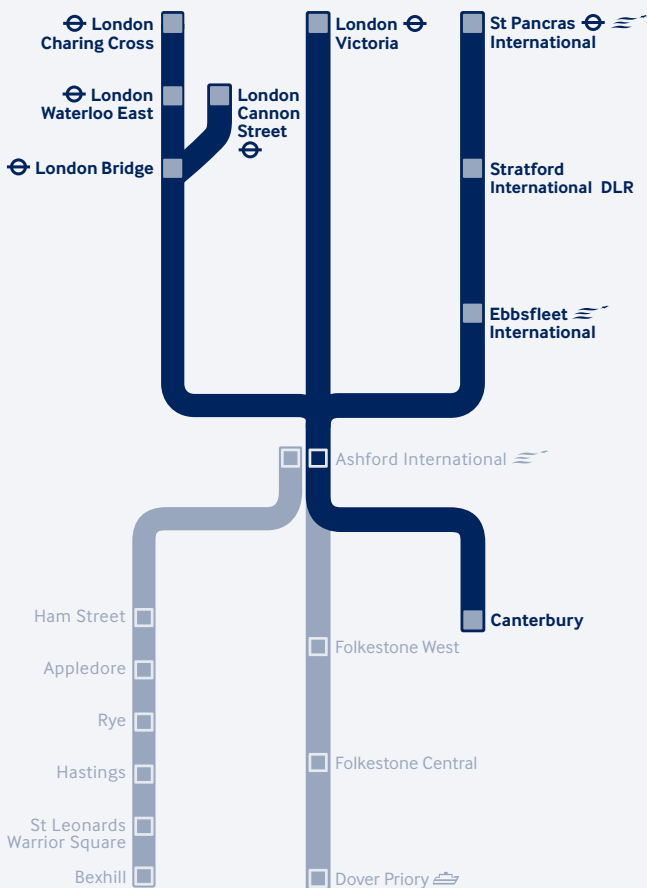 London
Charing Cross
London
Victoria
St Pancras
International
London
Waterloo East
London
Cannon
Street
London Bridge
Stratford
International DLR
Ebbsfleet
International
Ashford International
Ham Street
Canterbury
Folkestone West
Appledore
Rye
Folkestone Central
Hastings
St Leonards
Warrior Square
Bexhill
Dover Priory